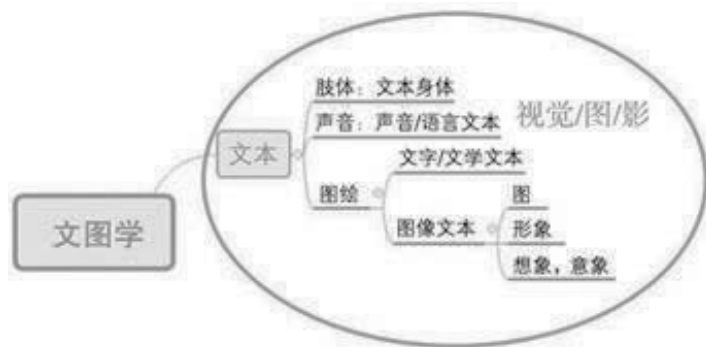 肢体：文本身体
声音：声音/语言文本
视觉/图/影
文本
文字/文学文本
图绘
图
图像文本
形象
文图学
想象，意象